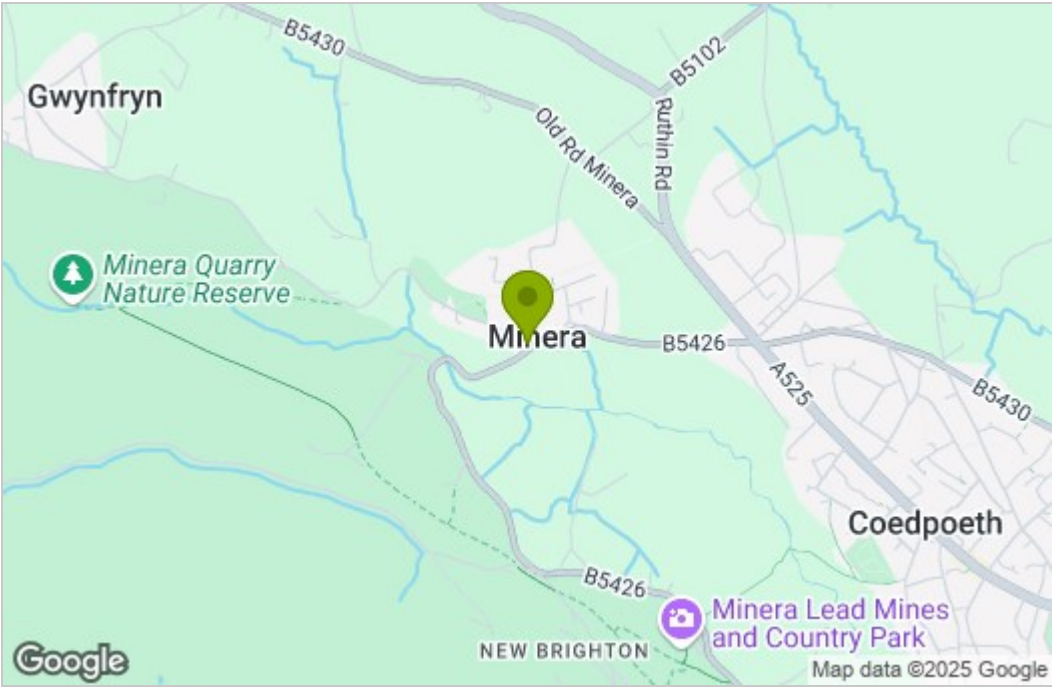 B5430
B5102
Gwynfryn
Old Rd Minera
Ruthin Rd
Minera Quarry
Nature Reserve
Minera
B5426
A525
B5430
Coedpoeth
B5426
Minera Lead Mines
and Country Park
NEW BRIGHTON
Google
Map data ©2025 Google